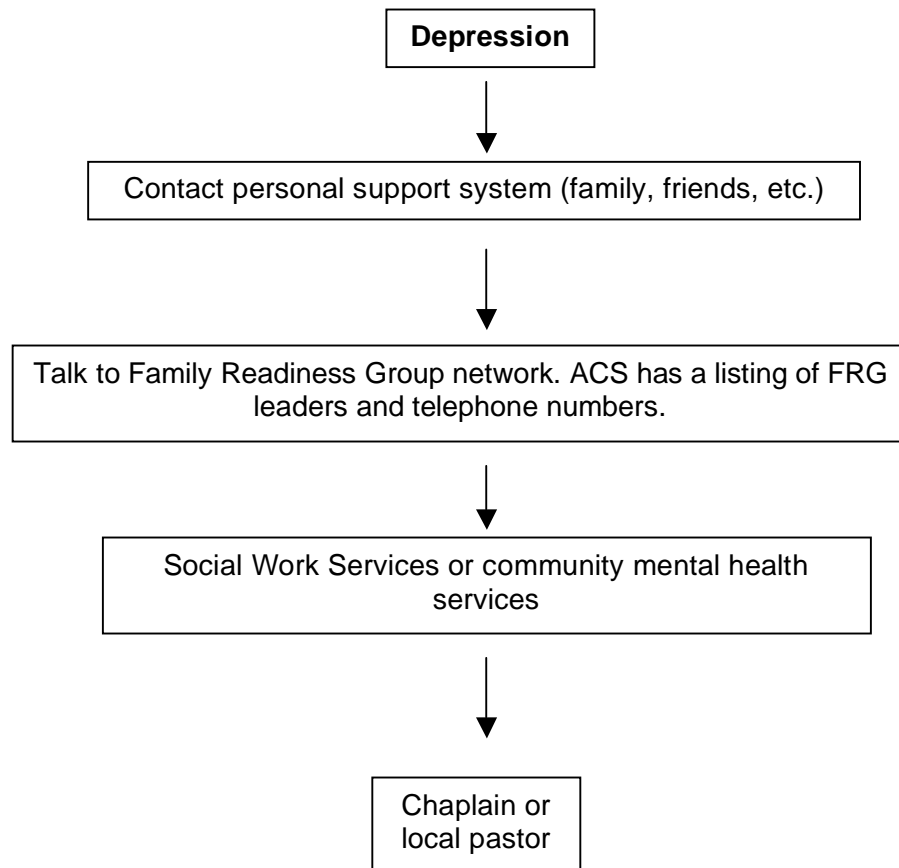 Depression
Contact personal support system (family, friends, etc.)
Talk to Family Readiness Group network. ACS has a listing of FRG
leaders and telephone numbers.
Social Work Services or community mental health
services
Chaplain or
local pastor